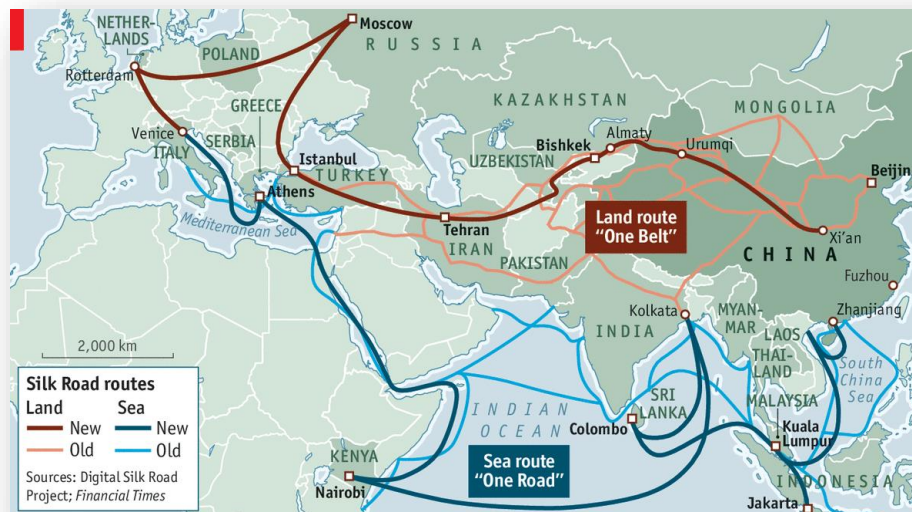 Moscow
NETHER-
LANDS
RUSSIA
POLAND
Rotterdam
KAZAKHSTAN
MONGOLIA
GREECE
Venice
SERBIA
ITALY
Bishkek
Almaty
Urumqi
UZBEKISTAN
Istanbul
TURKEY
Beijin
Athens
Mediterranean Sea
Tehran
IRAN
Land route
“One Belt”
Xi’an
CHINA
PAKISTAN
Fuzhou
Kolkata
MYAN-
MAR
Zhanjiang
INDIA
LAOS
THAI-
LAND
South
China
Sea
2,000 km
Silk Road routes
Land Sea
New New
Old Old
Sources: Digital Silk Road
Project; Financial Times
INDIAN
OCEAN
SRI
LANKA
Colombo
MALAYSIA
Kuala
Lumpur
KENYA
Nairobi
Sea route
“One Road”
INDONESIA
Jakarta